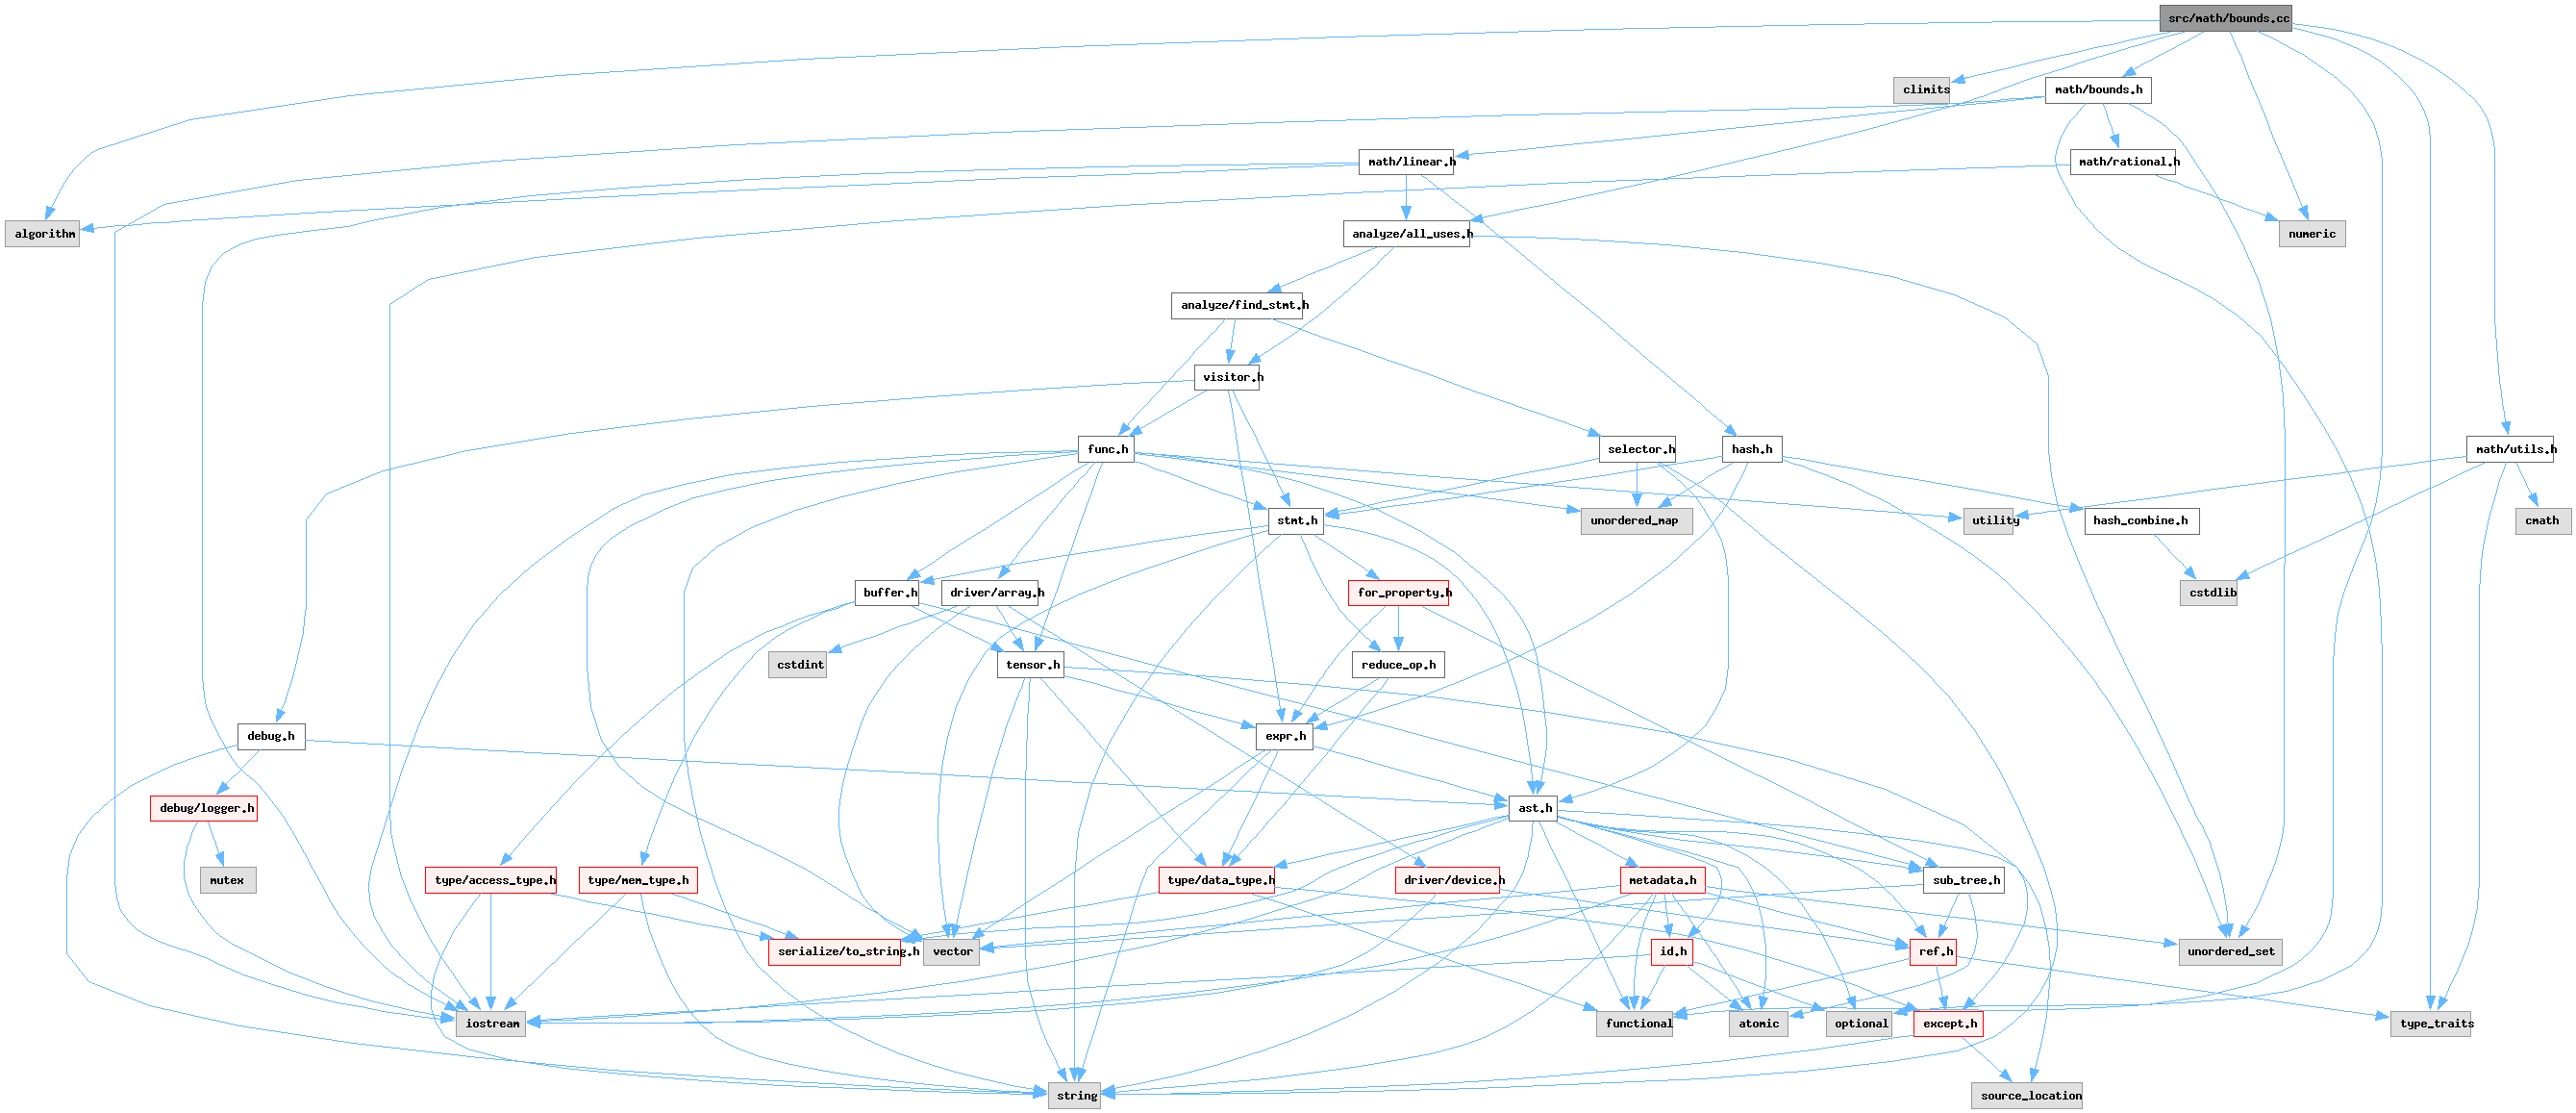 src/math/bounds.cc
climits
math/bounds.h
math/linear.h
math/rational.h
algorithm
analyze/all_uses.h
numeric
analyze/find_stmt.h
visitor.h
func.h
selector.h
hash.h
math/utils.h
stmt.h
unordered_map
utility
hash_combine.h
cmath
buffer.h
driver/array.h
for_property.h
cstdlib
cstdint
tensor.h
reduce_op.h
debug.h
expr.h
debug/logger.h
ast.h
mutex
type/access_type.h
type/mem_type.h
type/data_type.h
driver/device.h
metadata.h
sub_tree.h
serialize/to_string.h
vector
id.h
ref.h
unordered_set
iostream
functional
atomic
optional
except.h
type_traits
string
source_location